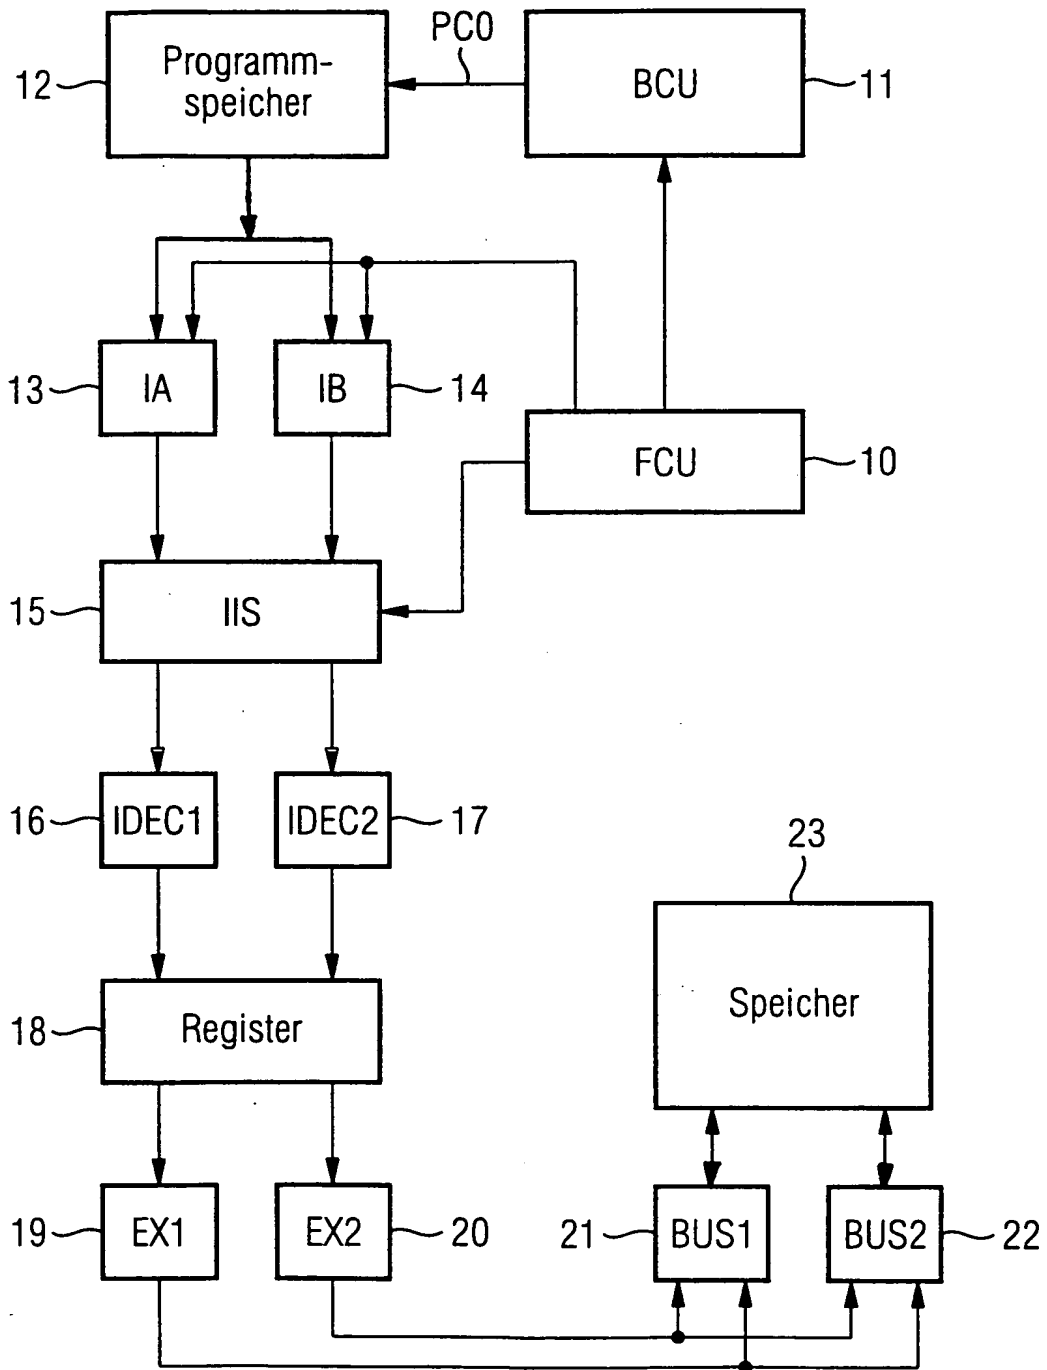 PC0
12
Programm-
speicher
BCU
11
13
IA
IB
14
FCU
10
15
IIS
16
IDEC1
IDEC2
17
23
18
Register
Speicher
19
EX1
EX2
20
21
BUS1
BUS2
22